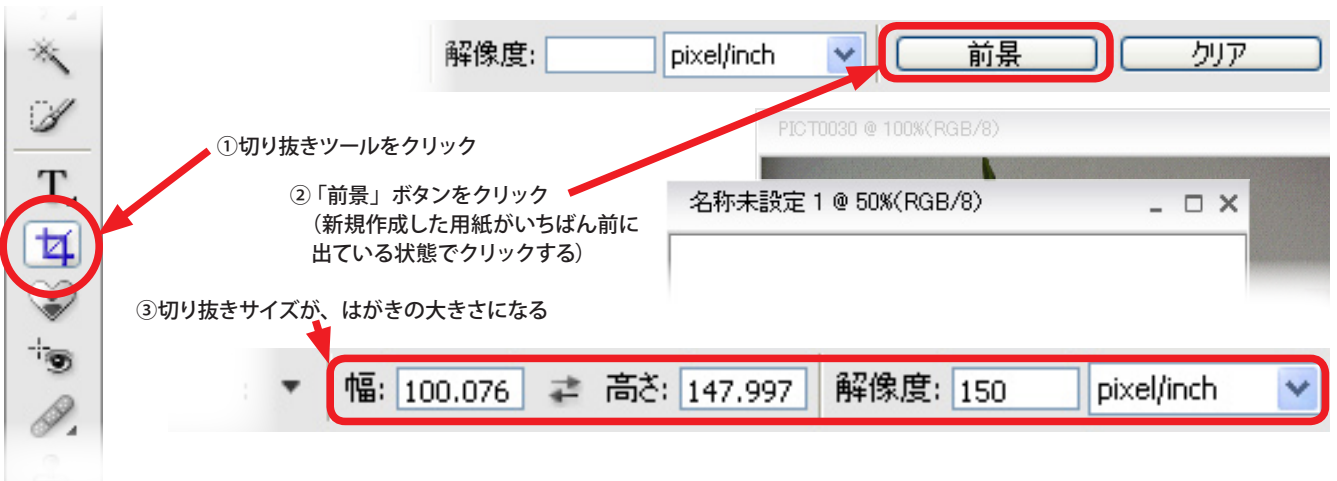 解像度: pixel/inch 前景 クリア
PICT0030 @ 100%(RGB/8)
①切り抜きツールをクリック
T
②「前景」ボタンをクリック
（新規作成した用紙がいちばん前に
出ている状態でクリックする）
名称未設定 1 @ 50%(RGB/8)
③切り抜きサイズが、はがきの大きさになる
幅: 100.076 高さ: 147.997 解像度: 150 pixel/inch